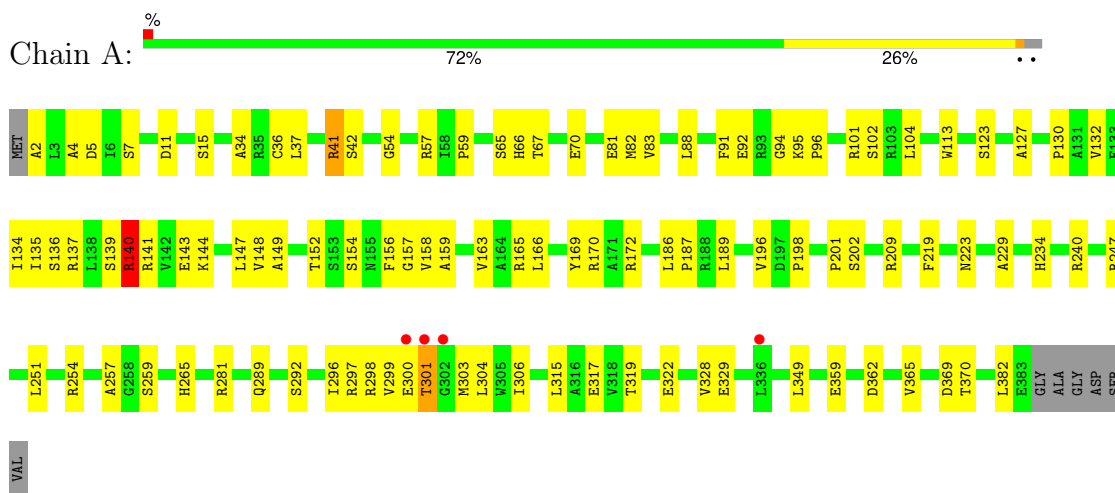 %
Chain A:
72% 26% • •
MET A2 L3 A4 D5 I6 S7 D11 S15 A34 R35 C36 L37 R41 S42 G54 R57 I58 P59 S65 H66 T67 E70 E81 M82 V83 L88 F91 E92 R93 G94 K95 P96 R101 S102 R103 L104 W113 S123 A127 P130 A131 V132 E133
I134 I135 S136 R137 L138 S139 R140 R141 V142 E143 K144 L147 V148 A149 T152 S153 S154 N155 F156 G157 V158 A159 V163 A164 R165 L166 Y169 R170 A171 R172 L186 P187 R188 L189 V196 D197 P198 P201 S202 R209 F219 N223 A229 H234 R240 R247
L251 R254 A257 G258 S259 H265 R281 Q289 S292 I296 R297 R298 V299 E300 T301 G302 M303 L304 W305 I306 L315 A316 E317 V318 T319 E322 V328 E329 L336 L349 E359 D362 V365 D369 T370 L382 E383 GLY ALA GLY ASP SER
VAL